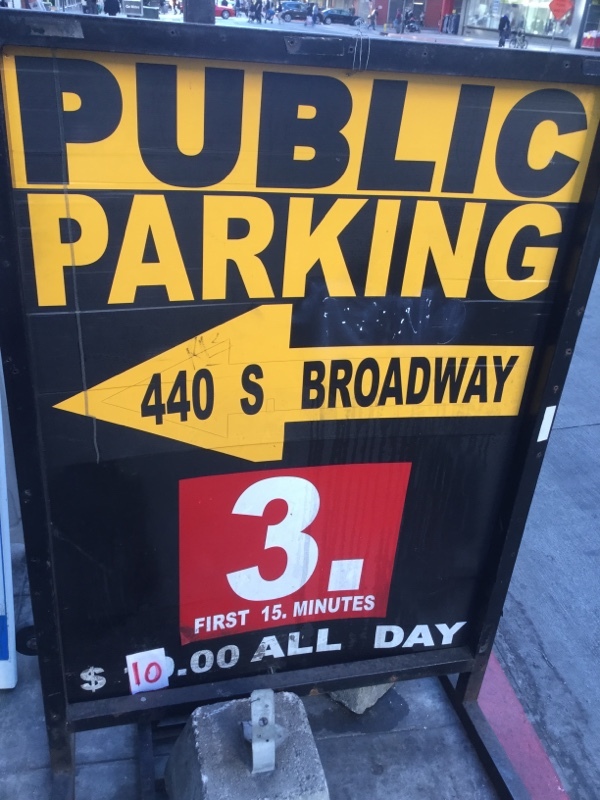 PUBLIC
PARKING
440 S BROADWAY
3.
FIRST 15. MINUTES
$ 10.00 ALL DAY